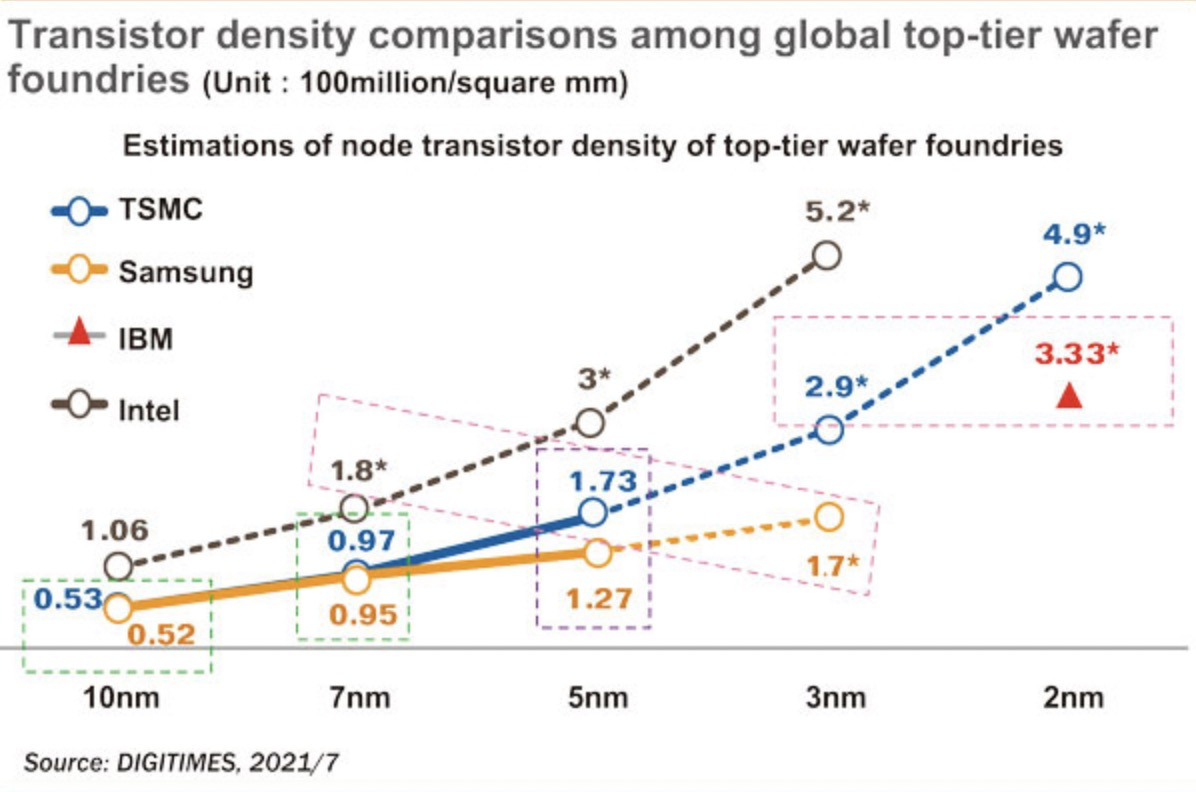 Transistor density comparisons among global top-tier wafer
foundries (Unit : 100million/square mm)
Estimations of node transistor density of top-tier wafer foundries
TSMC
Samsung
IBM
Intel
5.2*
4.9*
3.33*
3*
2.9*
1.8*
1.73
1.06
0.97
1.7*
0.53
1.27
0.95
0.52
10nm 7nm 5nm 3nm 2nm
Source: DIGITIMES, 2021/7